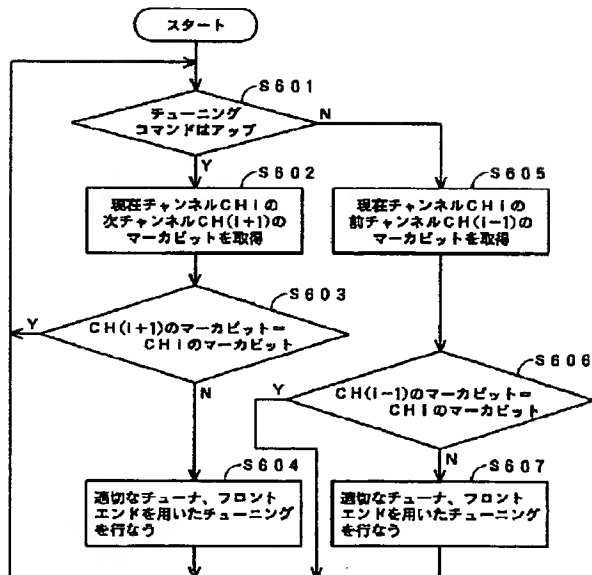 スタート
S601
チューニング
コマンドはアップ
N
Y
S602
現在チャンネルCHiの
次チャンネルCH(i+1)の
マーカビットを取得
S605
現在チャンネルCHiの
前チャンネルCH(i−1)の
マーカビットを取得
S603
Y
CH(i+1)のマーカビット=
CHiのマーカビット
N
S606
Y
CH(i−1)のマーカビット=
CHiのマーカビット
N
S604
適切なチューナ、フロント
エンドを用いたチューニング
を行なう
S607
適切なチューナ、フロント
エンドを用いたチューニング
を行なう